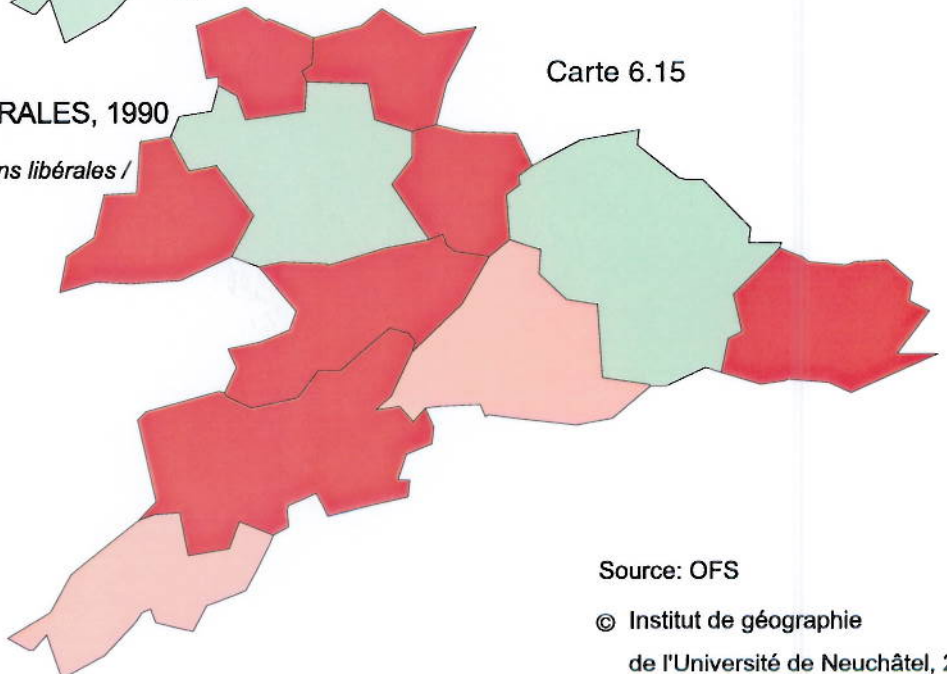 Carte 6.15
RALES, 1990
ns libérales /
Source: OFS
© Institut de géographie
de l'Université de Neuchâtel, 2